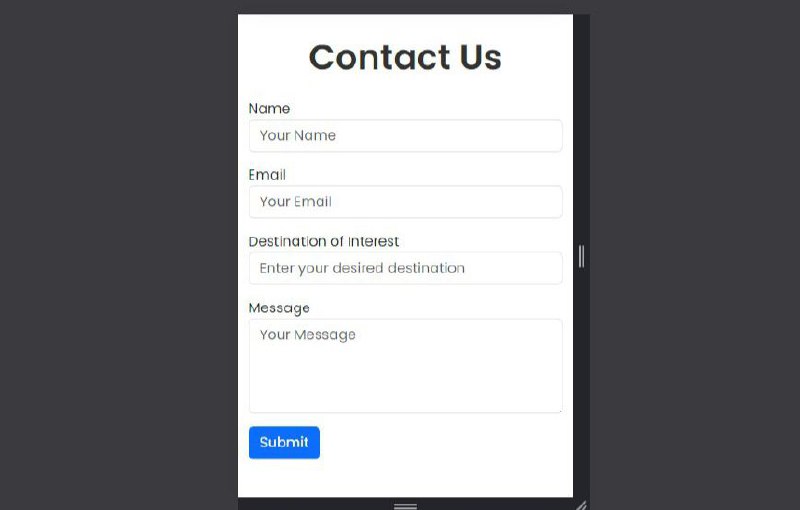 Contact Us
Name
Your Name
Email
Your Email
Destination of Interest
Enter your desired destination
Message
Your Message
Submit